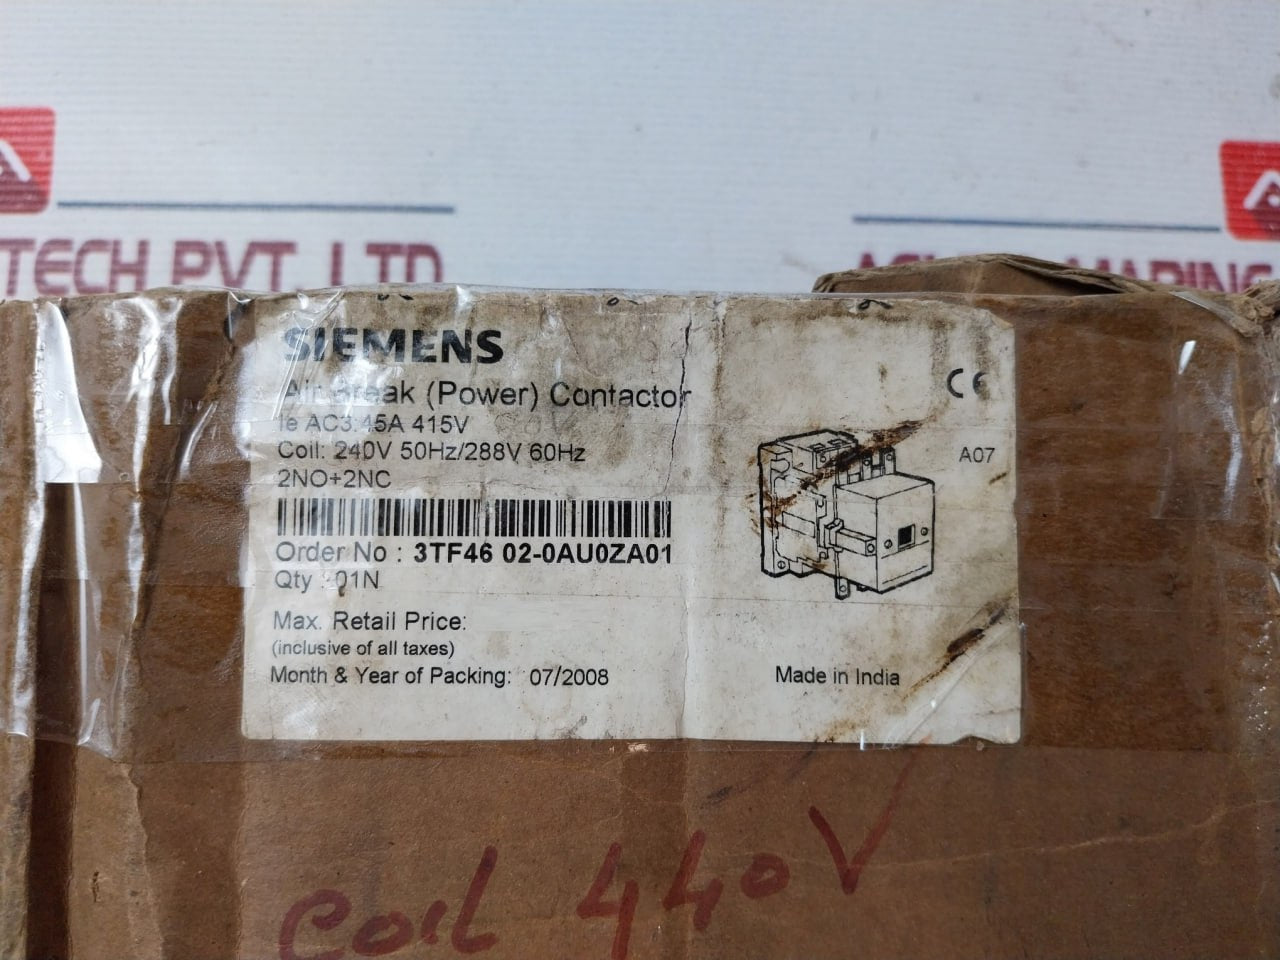 TECH PVT. LTD
SIEMENS
Air Break (Power) Contactor
Ie AC3:45A 415V
Coil: 240V 50Hz/288V 60Hz
2NO+2NC
CE
A07
Order No : 3TF46 02-0AU0ZA01
Qty : 01N
Max. Retail Price:
(inclusive of all taxes)
Month & Year of Packing: 07/2008
Made in India
Coil 440V